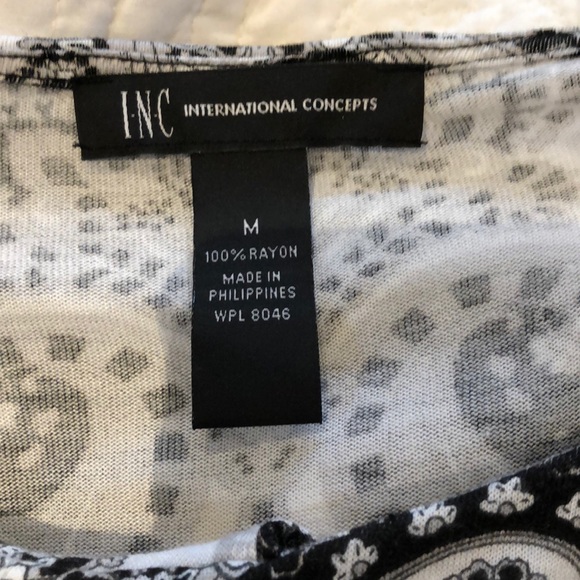 I·N·C INTERNATIONAL CONCEPTS
M
100% RAYON
MADE IN
PHILIPPINES
WPL 8046